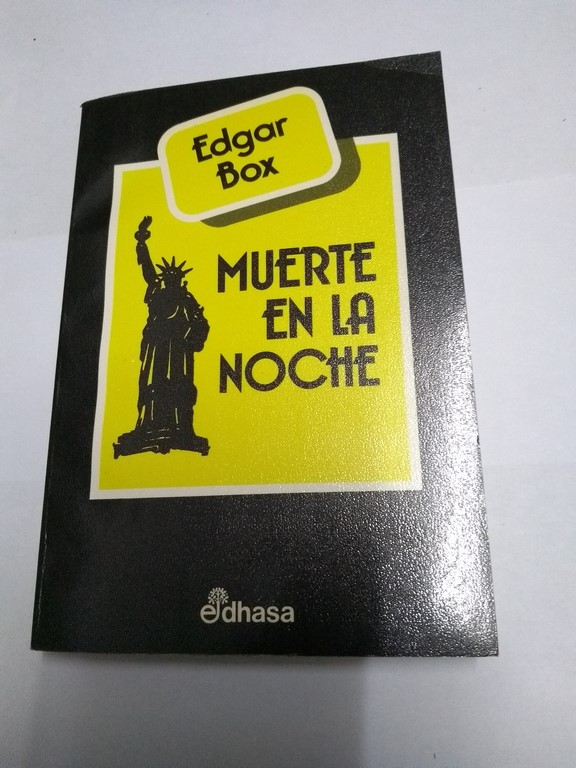 Edgar
Box
MUERTE
EN LA
NOCHE
edhasa